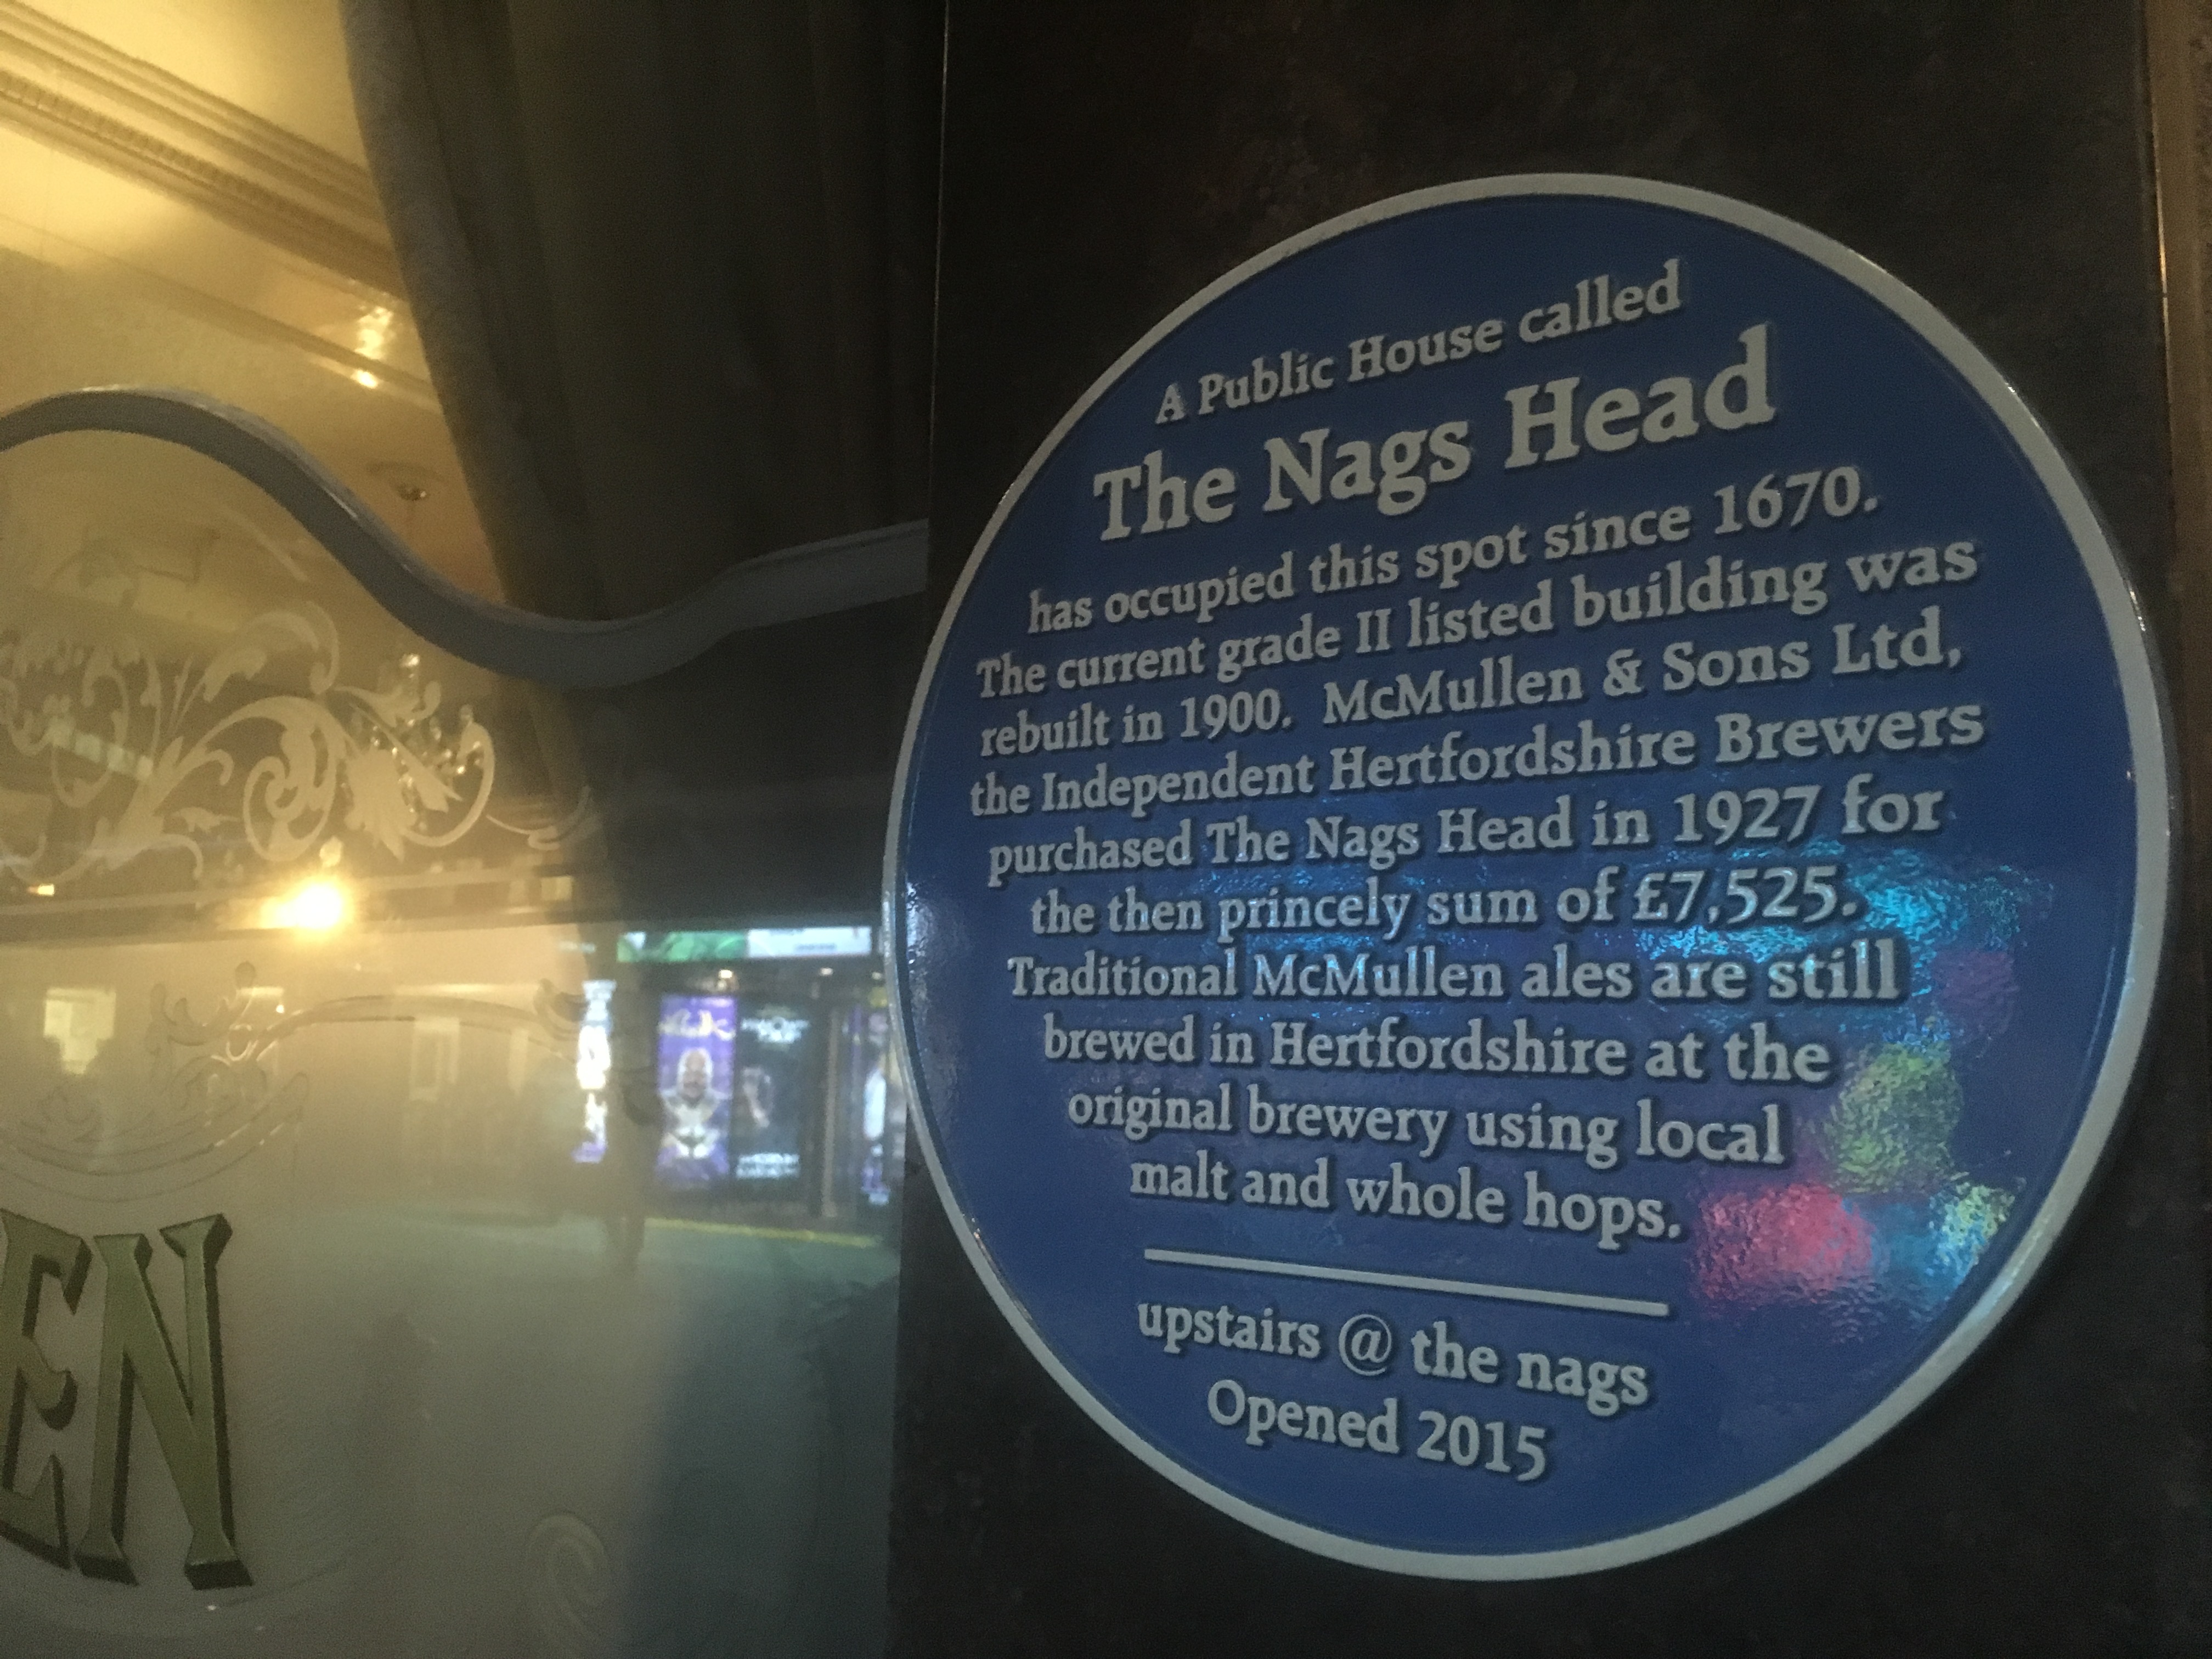 A Public House called
The Nags Head
has occupied this spot since 1670.
The current grade II listed building was
rebuilt in 1900. McMullen & Sons Ltd,
the Independent Hertfordshire Brewers
purchased The Nags Head in 1927 for
the then princely sum of £7,525.
Traditional McMullen ales are still
brewed in Hertfordshire at the
original brewery using local
malt and whole hops.
upstairs @ the nags
Opened 2015
EN